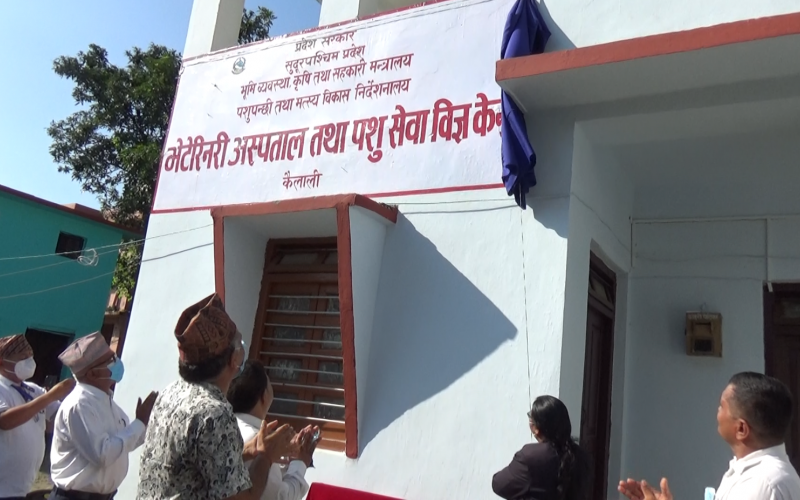 प्रदेश सरकार
सुदूरपश्चिम प्रदेश
भूमि व्यवस्था, कृषि तथा सहकारी मन्त्रालय
पशुपन्छी तथा मत्स्य विकास निर्देशनालय
भेटेरिनरी अस्पताल तथा पशु सेवा विज्ञ
कैलाली